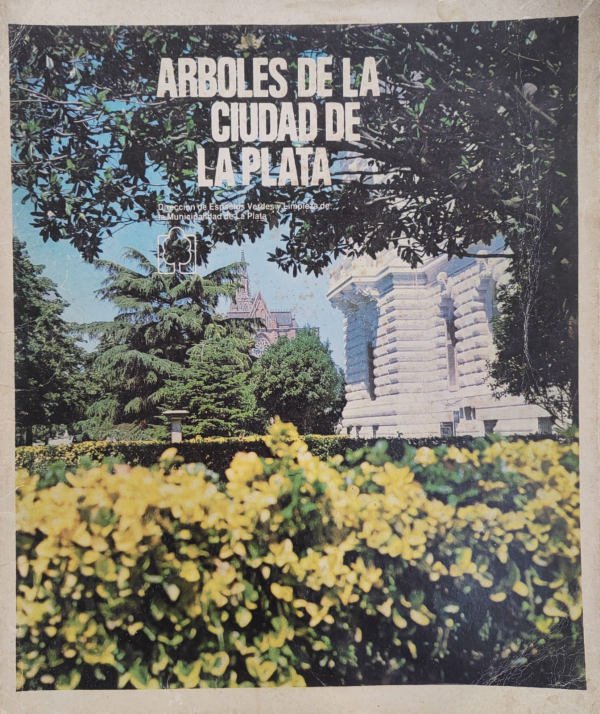 ARBOLES DE LA
CIUDAD DE
LA PLATA
Dirección de Espacios Verdes y Limpieza de
la Municipalidad de La Plata